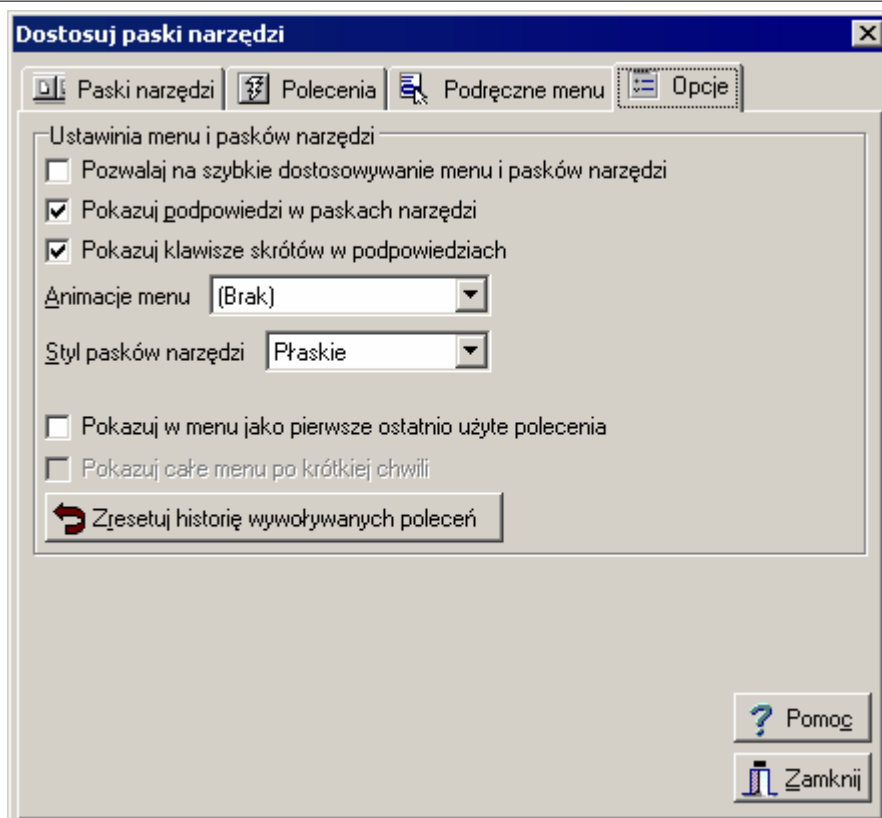 Dostosuj paski narzędzi
Paski narzędzi Polecenia Podręczne menu Opcje
Ustawinia menu i pasków narzędzi
Pozwalaj na szybkie dostosowywanie menu i pasków narzędzi
Pokazuj podpowiedzi w paskach narzędzi
Pokazuj klawisze skrótów w podpowiedziach
Animacje menu (Brak)
Styl pasków narzędzi Płaskie
Pokazuj w menu jako pierwsze ostatnio użyte polecenia
Pokazuj całe menu po krótkiej chwili
Zresetuj historię wywoływanych poleceń
Pomoc
Zamknij